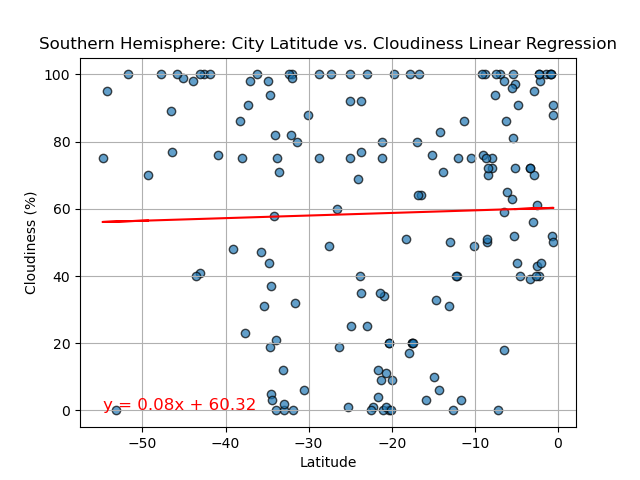 Southern Hemisphere: City Latitude vs. Cloudiness Linear Regression
100
80
60
40
20
0
Cloudiness (%)
y = 0.08x + 60.32
−50 −40 −30 −20 −10 0
Latitude